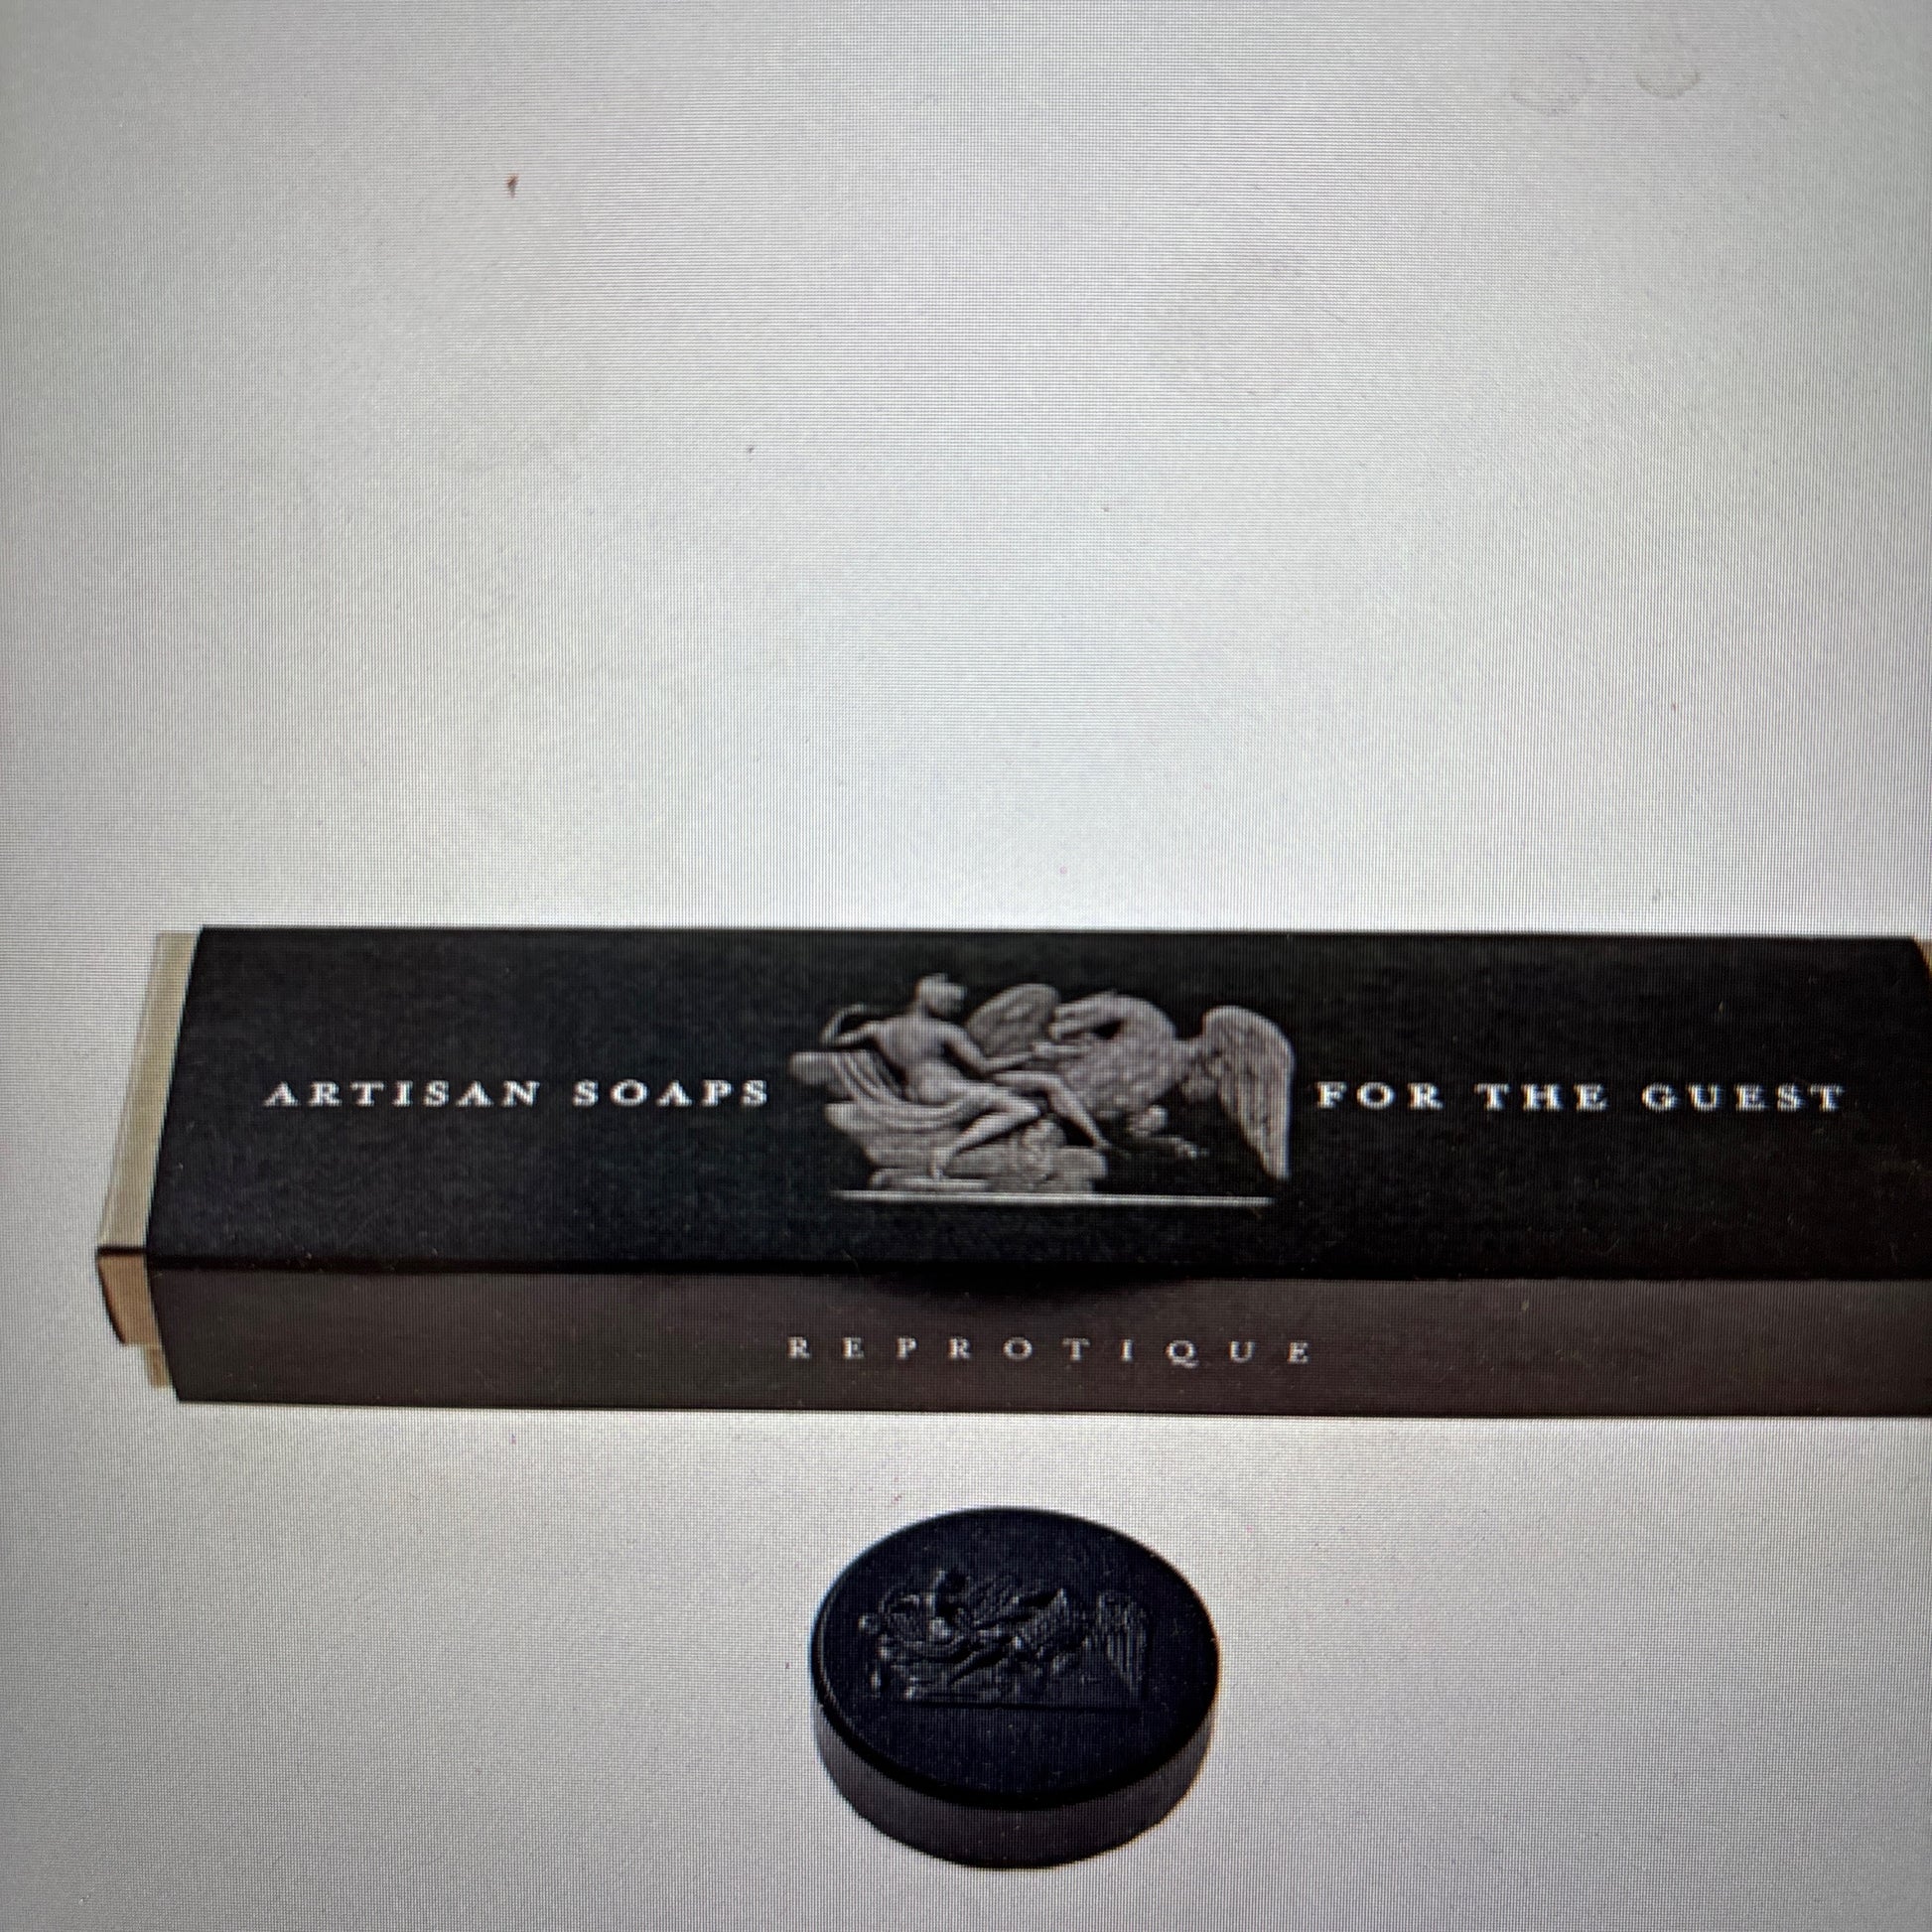 ARTISAN SOAPS FOR THE GUEST
REPROTIQUE